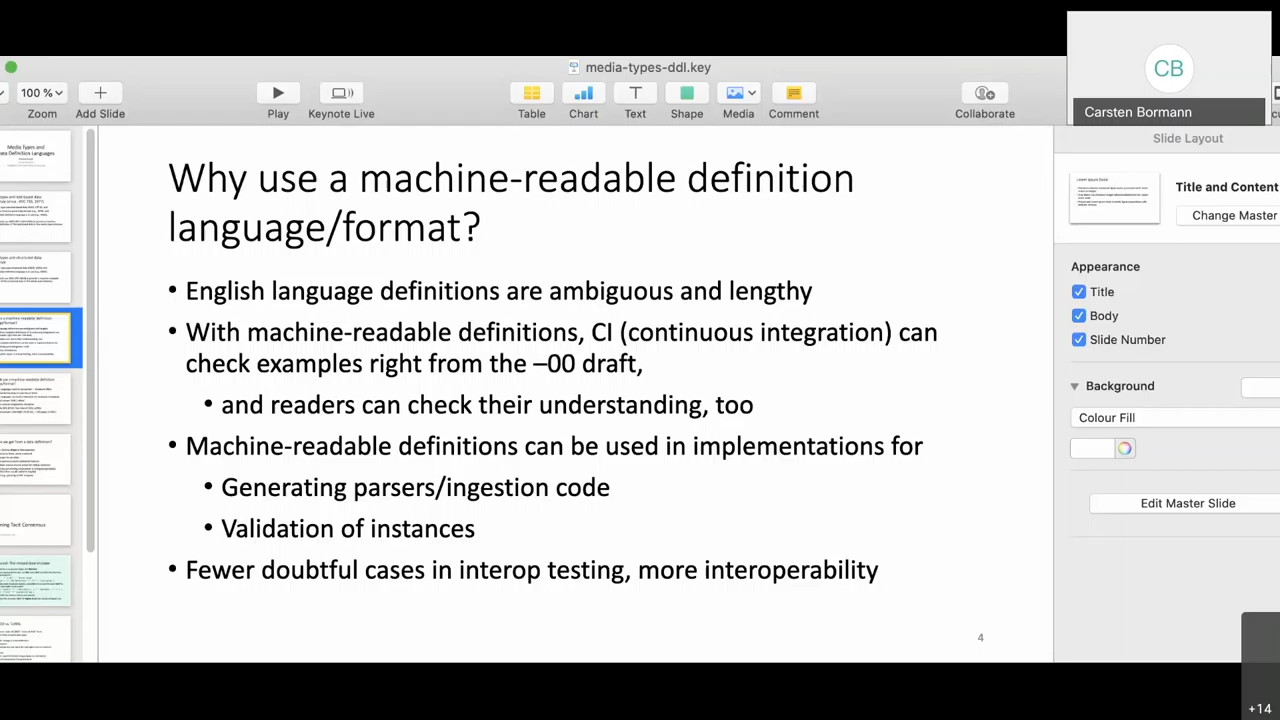 media-types-ddl.key
CB
Carsten Bormann
100 %
Zoom
Add Slide
Play
Keynote Live
Table
Chart
Text
Shape
Media
Comment
Collaborate
Slide Layout
Title and Content
Change Master
Appearance
Title
Body
Slide Number
Background
Colour Fill
Edit Master Slide
Why use a machine-readable definition
language/format?
• English language definitions are ambiguous and lengthy
• With machine-readable definitions, CI (continuous integration) can
check examples right from the –00 draft,
• and readers can check their understanding, too
• Machine-readable definitions can be used in implementations for
• Generating parsers/ingestion code
• Validation of instances
• Fewer doubtful cases in interop testing, more interoperability
4
+14